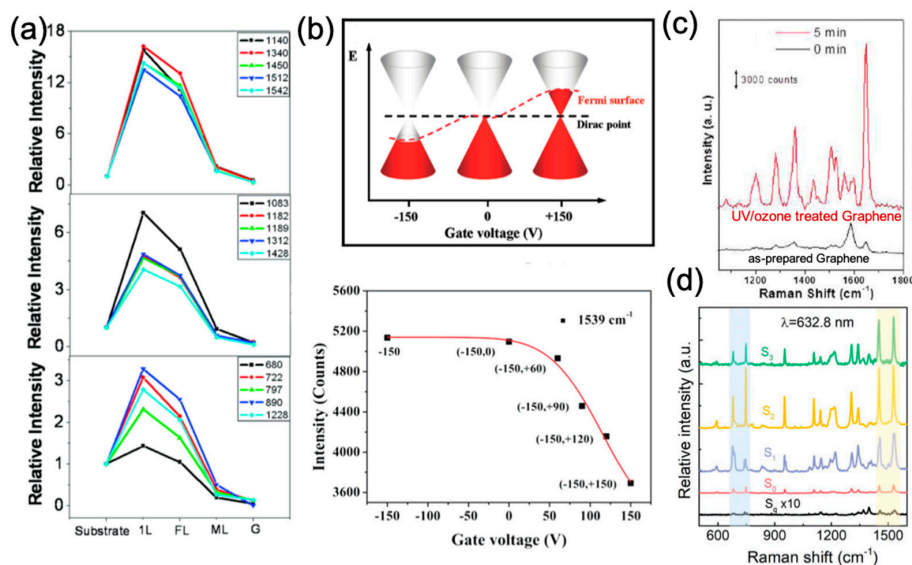 (a)
Relative Intensity
18
12
6
0
1140
1340
1450
1512
1542
Relative Intensity
6
3
0
1083
1182
1189
1312
1428
Relative Intensity
3
2
1
0
680
722
797
890
1228
Substrate 1L FL ML G
(b)
E
Fermi surface
Dirac point
-150 0 +150
Gate voltage (V)
Intensity (Counts)
5600
5200
4800
4400
4000
3600
1539 cm-1
-150
(-150,0)
(-150,+60)
(-150,+90)
(-150,+120)
(-150,+150)
-150 -100 -50 0 50 100 150
Gate voltage (V)
(c)
5 min
0 min
3000 counts
Intensity (a. u.)
UV/ozone treated Graphene
as-prepared Graphene
1200 1400 1600 1800
Raman Shift (cm-1)
(d)
λ=632.8 nm
Relative intensity (a.u.)
S3
S2
S1
S0
Sq x10
600 900 1200 1500
Raman shift (cm-1)